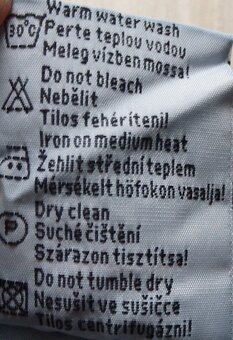 Warm water wash
30°C
Perte teplou vodou
Meleg vízben mossa!
Do not bleach
Nebělit
Tilos fehéríteni!
Iron on medium heat
Žehlit střední teplem
Mérsékelt hőfokon vasalja!
Dry clean
P
Suché čištění
Szárazon tisztítsa!
Do not tumble dry
Nesušit ve sušičce
Tilos centrifugázni!